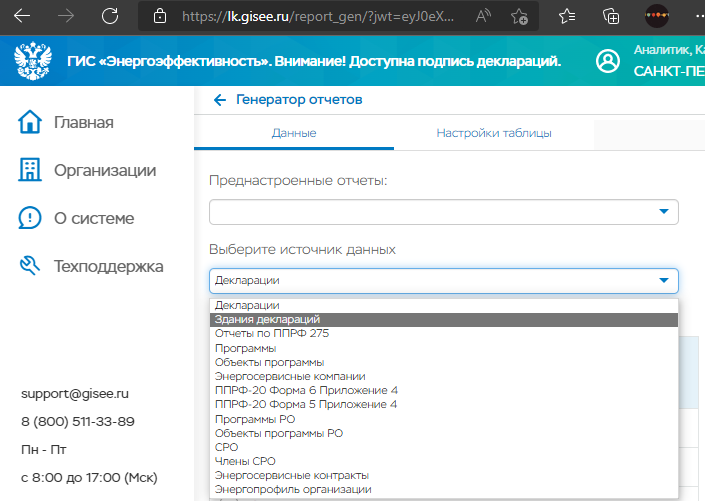 https://lk.gisee.ru/report_gen/?jwt=eyJ0eX...
ГИС «Энергоэффективность». Внимание! Доступна подпись деклараций.
Аналитик, Ка
САНКТ-ПЕ
Главная
Организации
О системе
Техподдержка
support@gisee.ru
8 (800) 511-33-89
Пн - Пт
с 8:00 до 17:00 (Мск)
Генератор отчетов
Данные
Настройки таблицы
Преднастроенные отчеты:
Выберите источник данных
Декларации
Декларации
Здания деклараций
Отчеты по ППРФ 275
Программы
Объекты программы
Энергосервисные компании
ППРФ-20 Форма 6 Приложение 4
ППРФ-20 Форма 5 Приложение 4
Программы РО
Объекты программы РО
СРО
Члены СРО
Энергосервисные контракты
Энергопрофиль организации